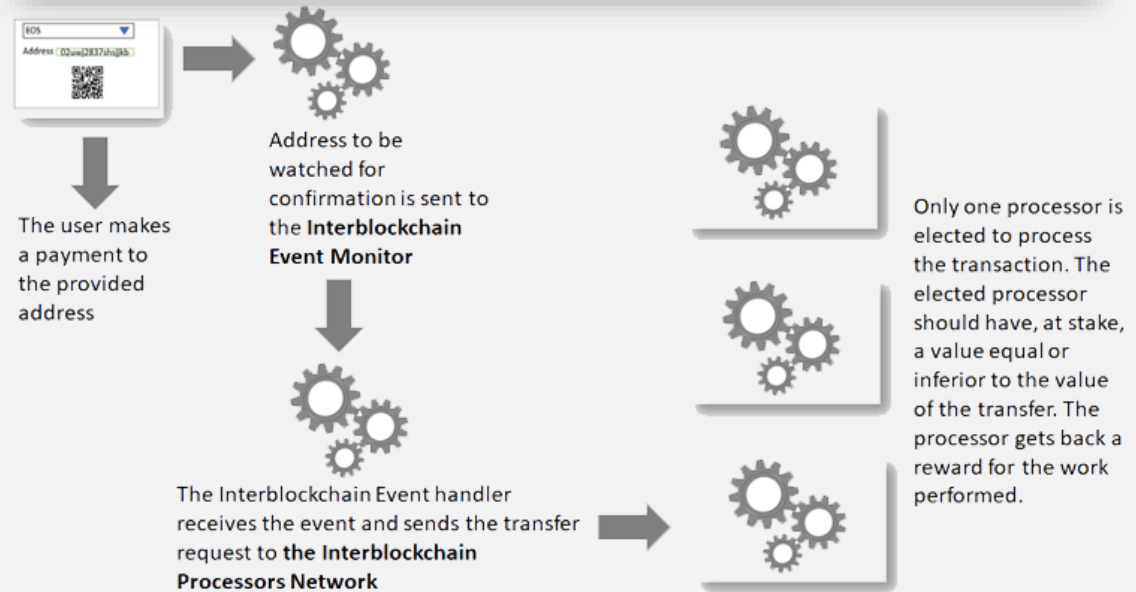 EOS
Address 02uwJ2837shsJJkb
The user makes
a payment to
the provided
address
Address to be
watched for
confirmation is sent to
the Interblockchain
Event Monitor
The Interblockchain Event handler
receives the event and sends the transfer
request to the Interblockchain
Processors Network
Only one processor is
elected to process
the transaction. The
elected processor
should have, at stake,
a value equal or
inferior to the value
of the transfer. The
processor gets back a
reward for the work
performed.